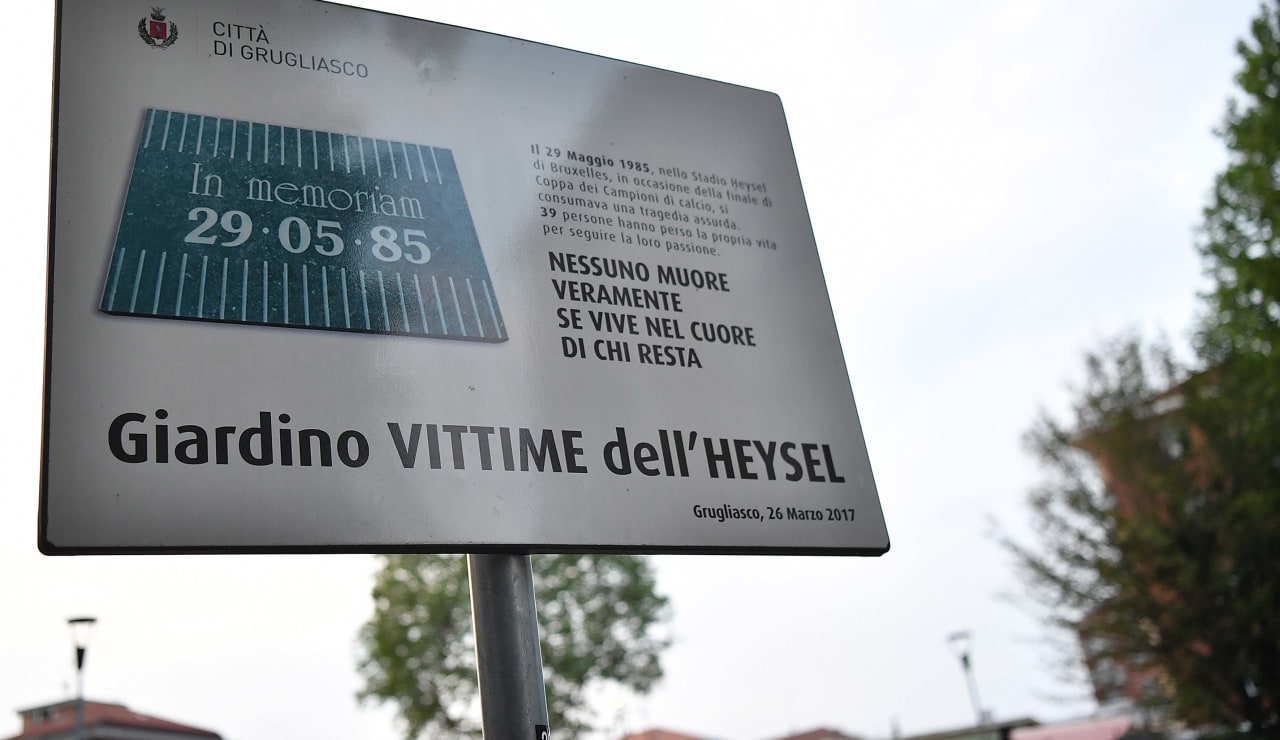 CITTÀ
DI GRUGLIASCO
In memoriam
29·05·85
Il 29 Maggio 1985, nello Stadio Heysel
di Bruxelles, in occasione della finale di
Coppa dei Campioni di calcio, si
consumava una tragedia assurda.
39 persone hanno perso la propria vita
per seguire la loro passione.
NESSUNO MUORE
VERAMENTE
SE VIVE NEL CUORE
DI CHI RESTA
Giardino VITTIME dell'HEYSEL
Grugliasco, 26 Marzo 2017